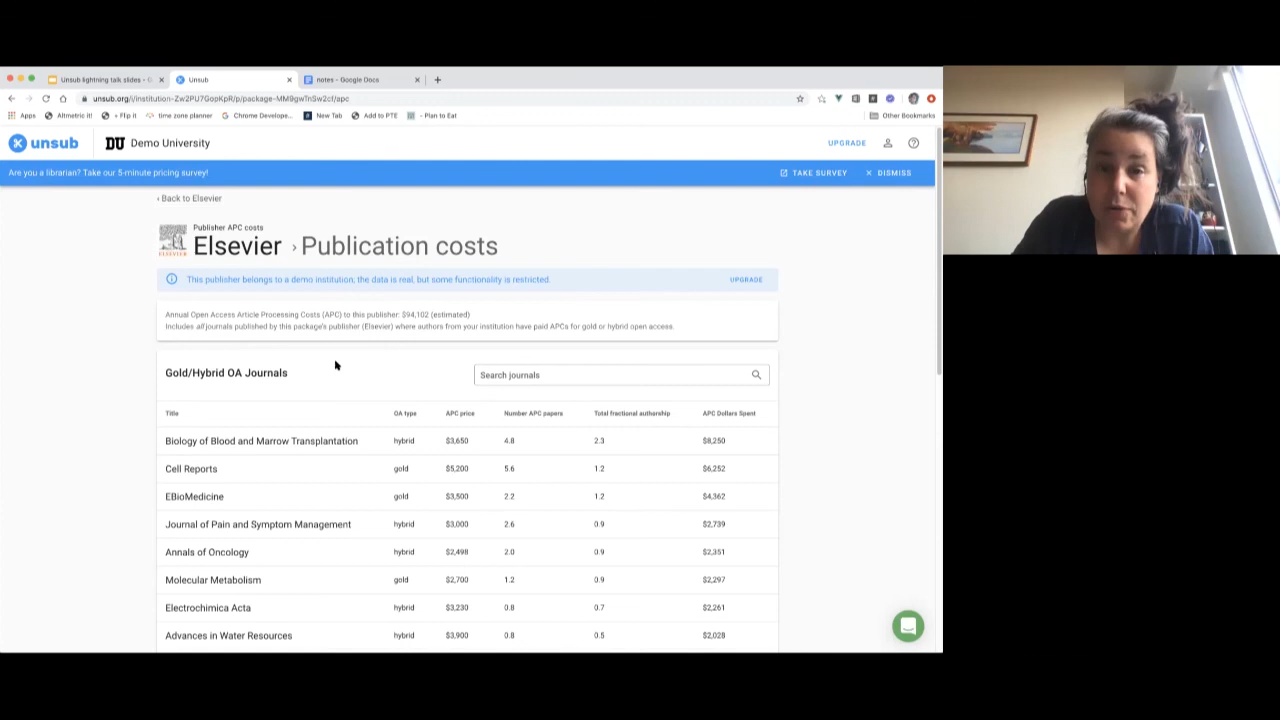 Unsub lightning talk slides - G
Unsub
notes - Google Docs
unsub.org/i/institution-Zw2PU7GopKpR/p/package-MM9gwTnSw2cf/apc
Apps
Altmetric it!
+ Flip it
time zone planner
Chrome Develope...
New Tab
Add to PTE
- Plan to Eat
Other Bookmarks
unsub
DU Demo University
UPGRADE
Are you a librarian? Take our 5-minute pricing survey!
TAKE SURVEY
DISMISS
‹ Back to Elsevier
Publisher APC costs
ELSEVIER
Elsevier › Publication costs
This publisher belongs to a demo institution; the data is real, but some functionality is restricted.
UPGRADE
Annual Open Access Article Processing Costs (APC) to this publisher: $94,102 (estimated)
Includes all journals published by this package's publisher (Elsevier) where authors from your institution have paid APCs for gold or hybrid open access.
Gold/Hybrid OA Journals
Search journals
Title OA type APC price Number APC papers Total fractional authorship APC Dollars Spent
Biology of Blood and Marrow Transplantation hybrid $3,650 4.8 2.3 $8,250
Cell Reports gold $5,200 5.6 1.2 $6,252
EBioMedicine gold $3,500 2.2 1.2 $4,362
Journal of Pain and Symptom Management hybrid $3,000 2.6 0.9 $2,739
Annals of Oncology hybrid $2,498 2.0 0.9 $2,351
Molecular Metabolism gold $2,700 1.2 0.9 $2,297
Electrochimica Acta hybrid $3,230 0.8 0.7 $2,261
Advances in Water Resources hybrid $3,900 0.8 0.5 $2,028